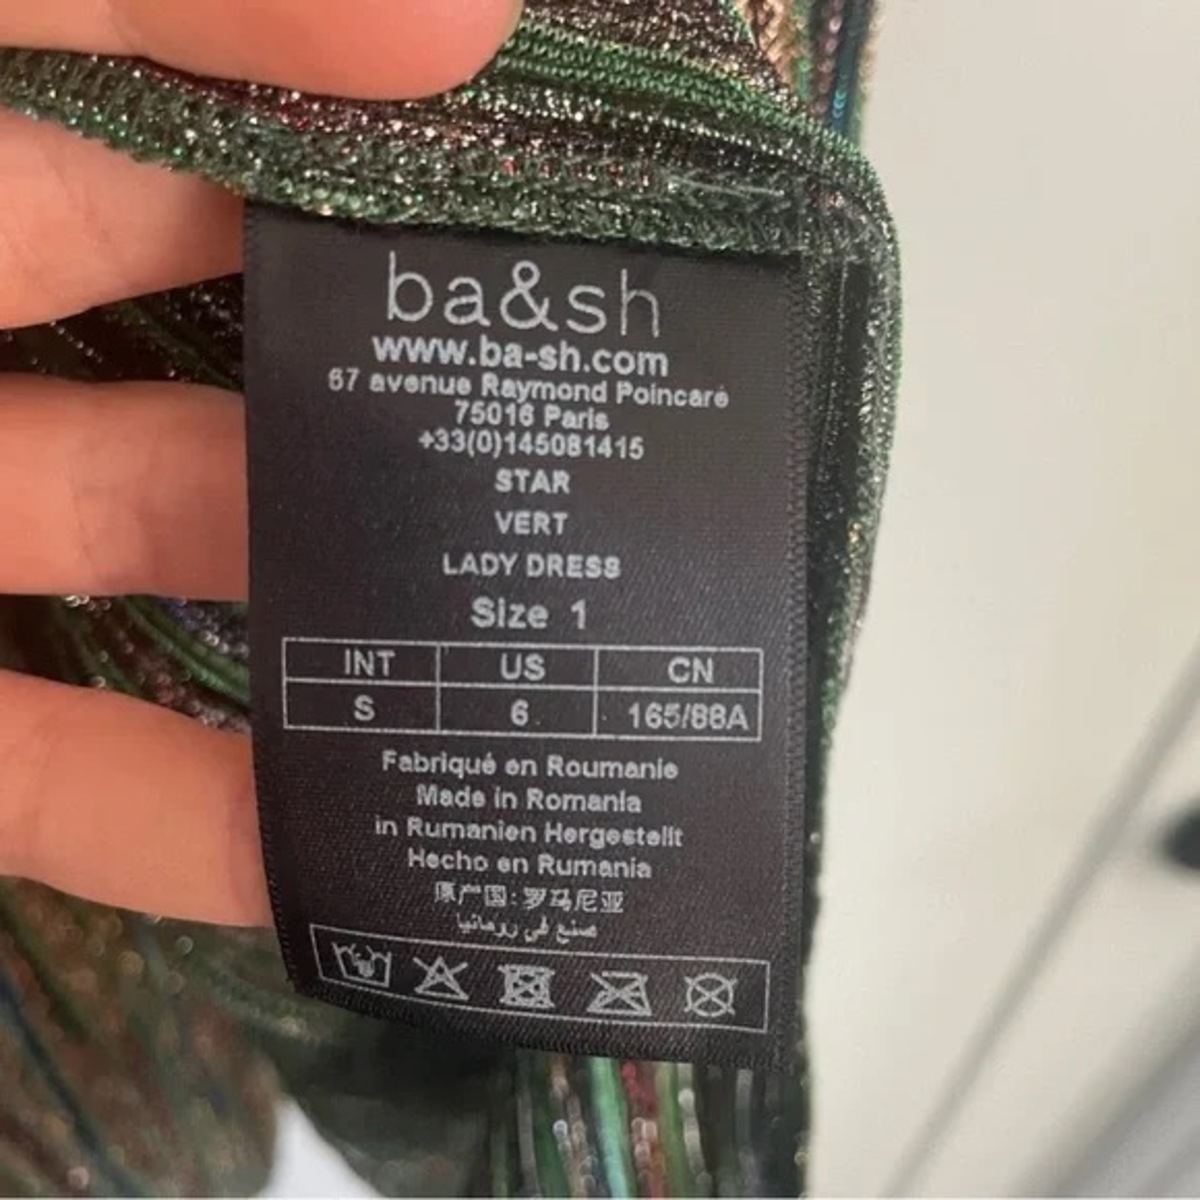 ba&sh
www.ba-sh.com
67 avenue Raymond Poincaré
75016 Paris
+33(0)145081415
STAR
VERT
LADY DRESS
Size 1
INT US CN
S 6 165/88A
Fabriqué en Roumanie
Made in Romania
in Rumanien Hergestellt
Hecho en Rumania
原产国:罗马尼亚
صنع في رومانيا